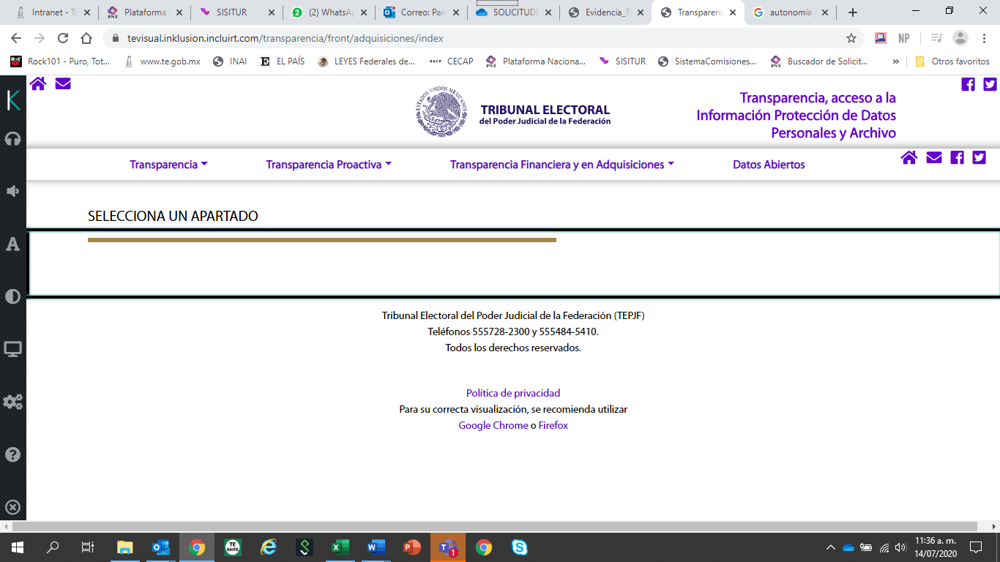 Intranet - Tr
Plataforma
SISITUR
(2) WhatsAp
Correo: Parc
SOLICITUDE
Evidencia_T
Transparenc
autonomía j
tevisual.inklusion.incluirt.com/transparencia/front/adquisiciones/index
NP
Rock101 - Puro, Tot...
www.te.gob.mx
INAI
EL PAÍS
LEYES Federales de...
CECAP
Plataforma Naciona...
SISITUR
SistemaComisiones...
Buscador de Solicit...
»
Otros favoritos
ESTADOS UNIDOS MEXICANOS
TRIBUNAL ELECTORAL
del Poder Judicial de la Federación
Transparencia, acceso a la
Información Protección de Datos
Personales y Archivo
Transparencia
Transparencia Proactiva
Transparencia Financiera y en Adquisiciones
Datos Abiertos
SELECCIONA UN APARTADO
Tribunal Electoral del Poder Judicial de la Federación (TEPJF)
Teléfonos 555728-2300 y 555484-5410.
Todos los derechos reservados.
Política de privacidad
Para su correcta visualización, se recomienda utilizar
Google Chrome o Firefox
TE
SAITE
1
11:36 a. m.
14/07/2020